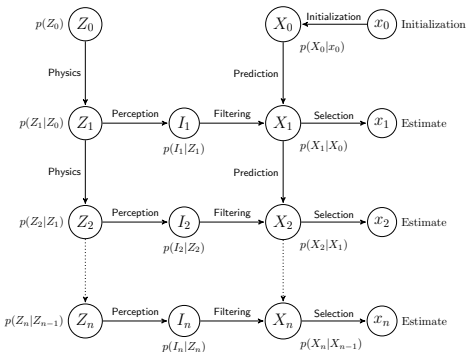 p(Z_0) Z_0 X_0 Initialization x_0 Initialization
p(X_0|x_0)
Physics Prediction
p(Z_1|Z_0) Z_1 Perception I_1 Filtering X_1 Selection x_1 Estimate
p(I_1|Z_1) p(X_1|X_0)
Physics Prediction
p(Z_2|Z_1) Z_2 Perception I_2 Filtering X_2 Selection x_2 Estimate
p(I_2|Z_2) p(X_2|X_1)
p(Z_n|Z_{n-1}) Z_n Perception I_n Filtering X_n Selection x_n Estimate
p(I_n|Z_n) p(X_n|X_{n-1})